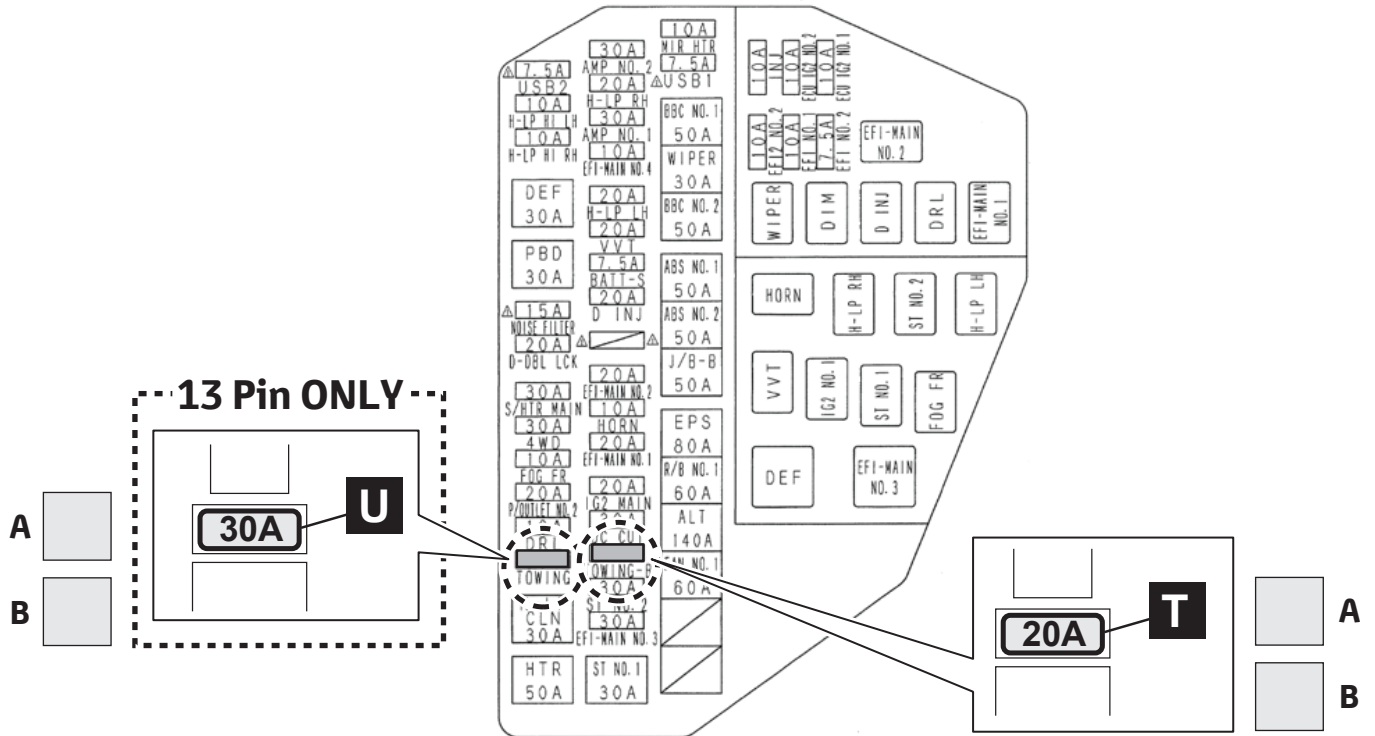 10A
MIR HTR
7.5A
⚠USB1
30A
AMP NO.2
20A
H-LP RH
30A
AMP NO.1
10A
EFI-MAIN NO.4
⚠7.5A
USB2
10A
H-LP HI LH
10A
H-LP HI RH
BBC NO.1
50A
WIPER
30A
BBC NO.2
50A
DEF
30A
PBD
30A
20A
H-LP LH
20A
VVT
7.5A
BATT-S
20A
D INJ
ABS NO.1
50A
ABS NO.2
50A
J/B-B
50A
⚠15A
NOISE FILTER
20A
D-DBL LCK
⚠ ⚠
30A
S/HTR MAIN
30A
4WD
10A
FOG FR
20A
P/OUTLET NO.2
DRL
TOWING
20A
EFI-MAIN NO.2
10A
HORN
20A
EFI-MAIN NO.1
20A
IG2 MAIN
30A
TOWING-B
30A
ST NO.2
30A
EFI-MAIN NO.3
EPS
80A
R/B NO.1
60A
ALT
140A
FAN NO.1
60A
CLN
30A
HTR
50A
ST NO.1
30A
10A INJ
10A ECU IG2 NO.2
10A ECU IG2 NO.1
10A EFI2 NO.2
10A EFI NO.1
7.5A EFI NO.2
EFI-MAIN
NO.2
WIPER
DIM
D INJ
DRL
EFI-MAIN
NO.1
HORN
H-LP RH
ST NO.2
H-LP LH
VVT
IG2 NO.1
ST NO.1
FOG FR
DEF
EFI-MAIN
NO.3
13 Pin ONLY
30A
U
A
B
20A
T
A
B